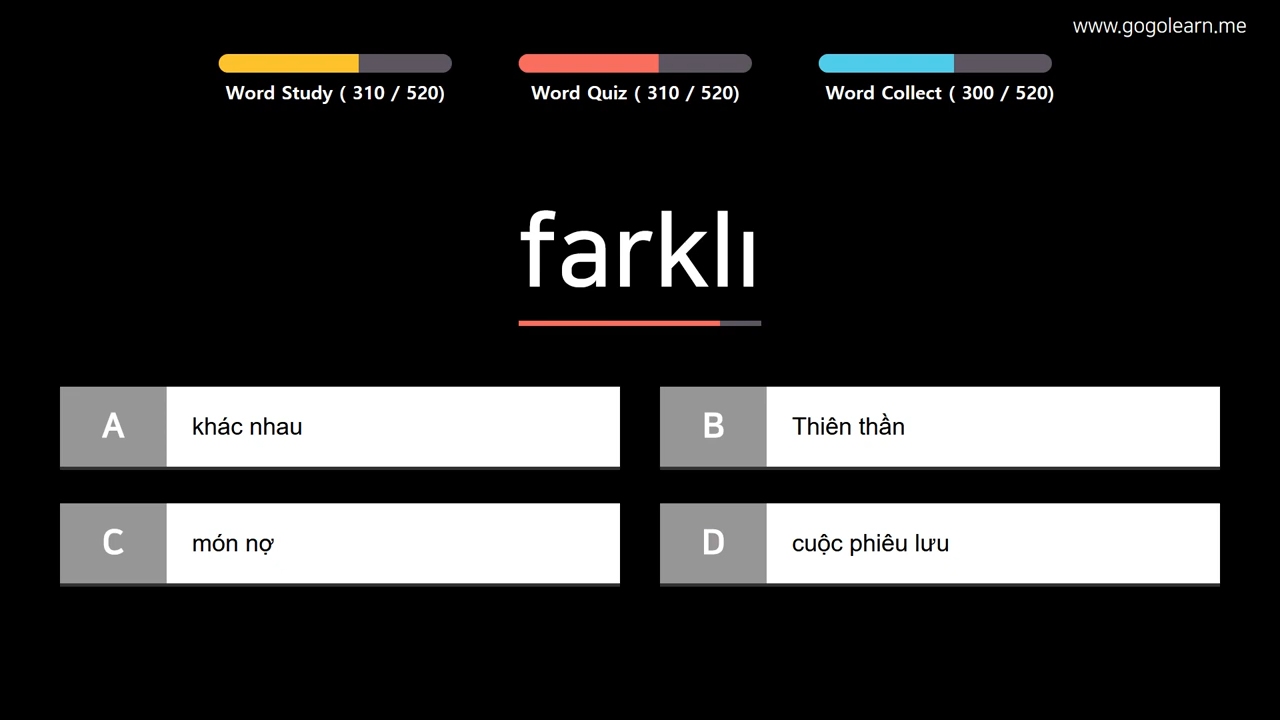 www.gogolearn.me
Word Study ( 310 / 520)
Word Quiz ( 310 / 520)
Word Collect ( 300 / 520)
farklı
A
khác nhau
B
Thiên thần
C
món nợ
D
cuộc phiêu lưu